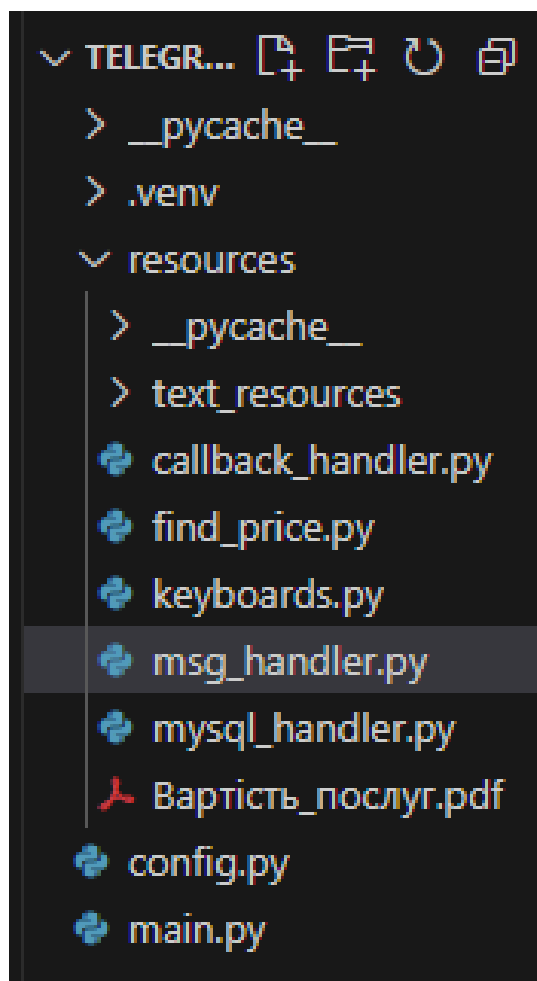 TELEGR...
__pycache__
.venv
resources
__pycache__
text_resources
callback_handler.py
find_price.py
keyboards.py
msg_handler.py
mysql_handler.py
Вартість_послуг.pdf
config.py
main.py